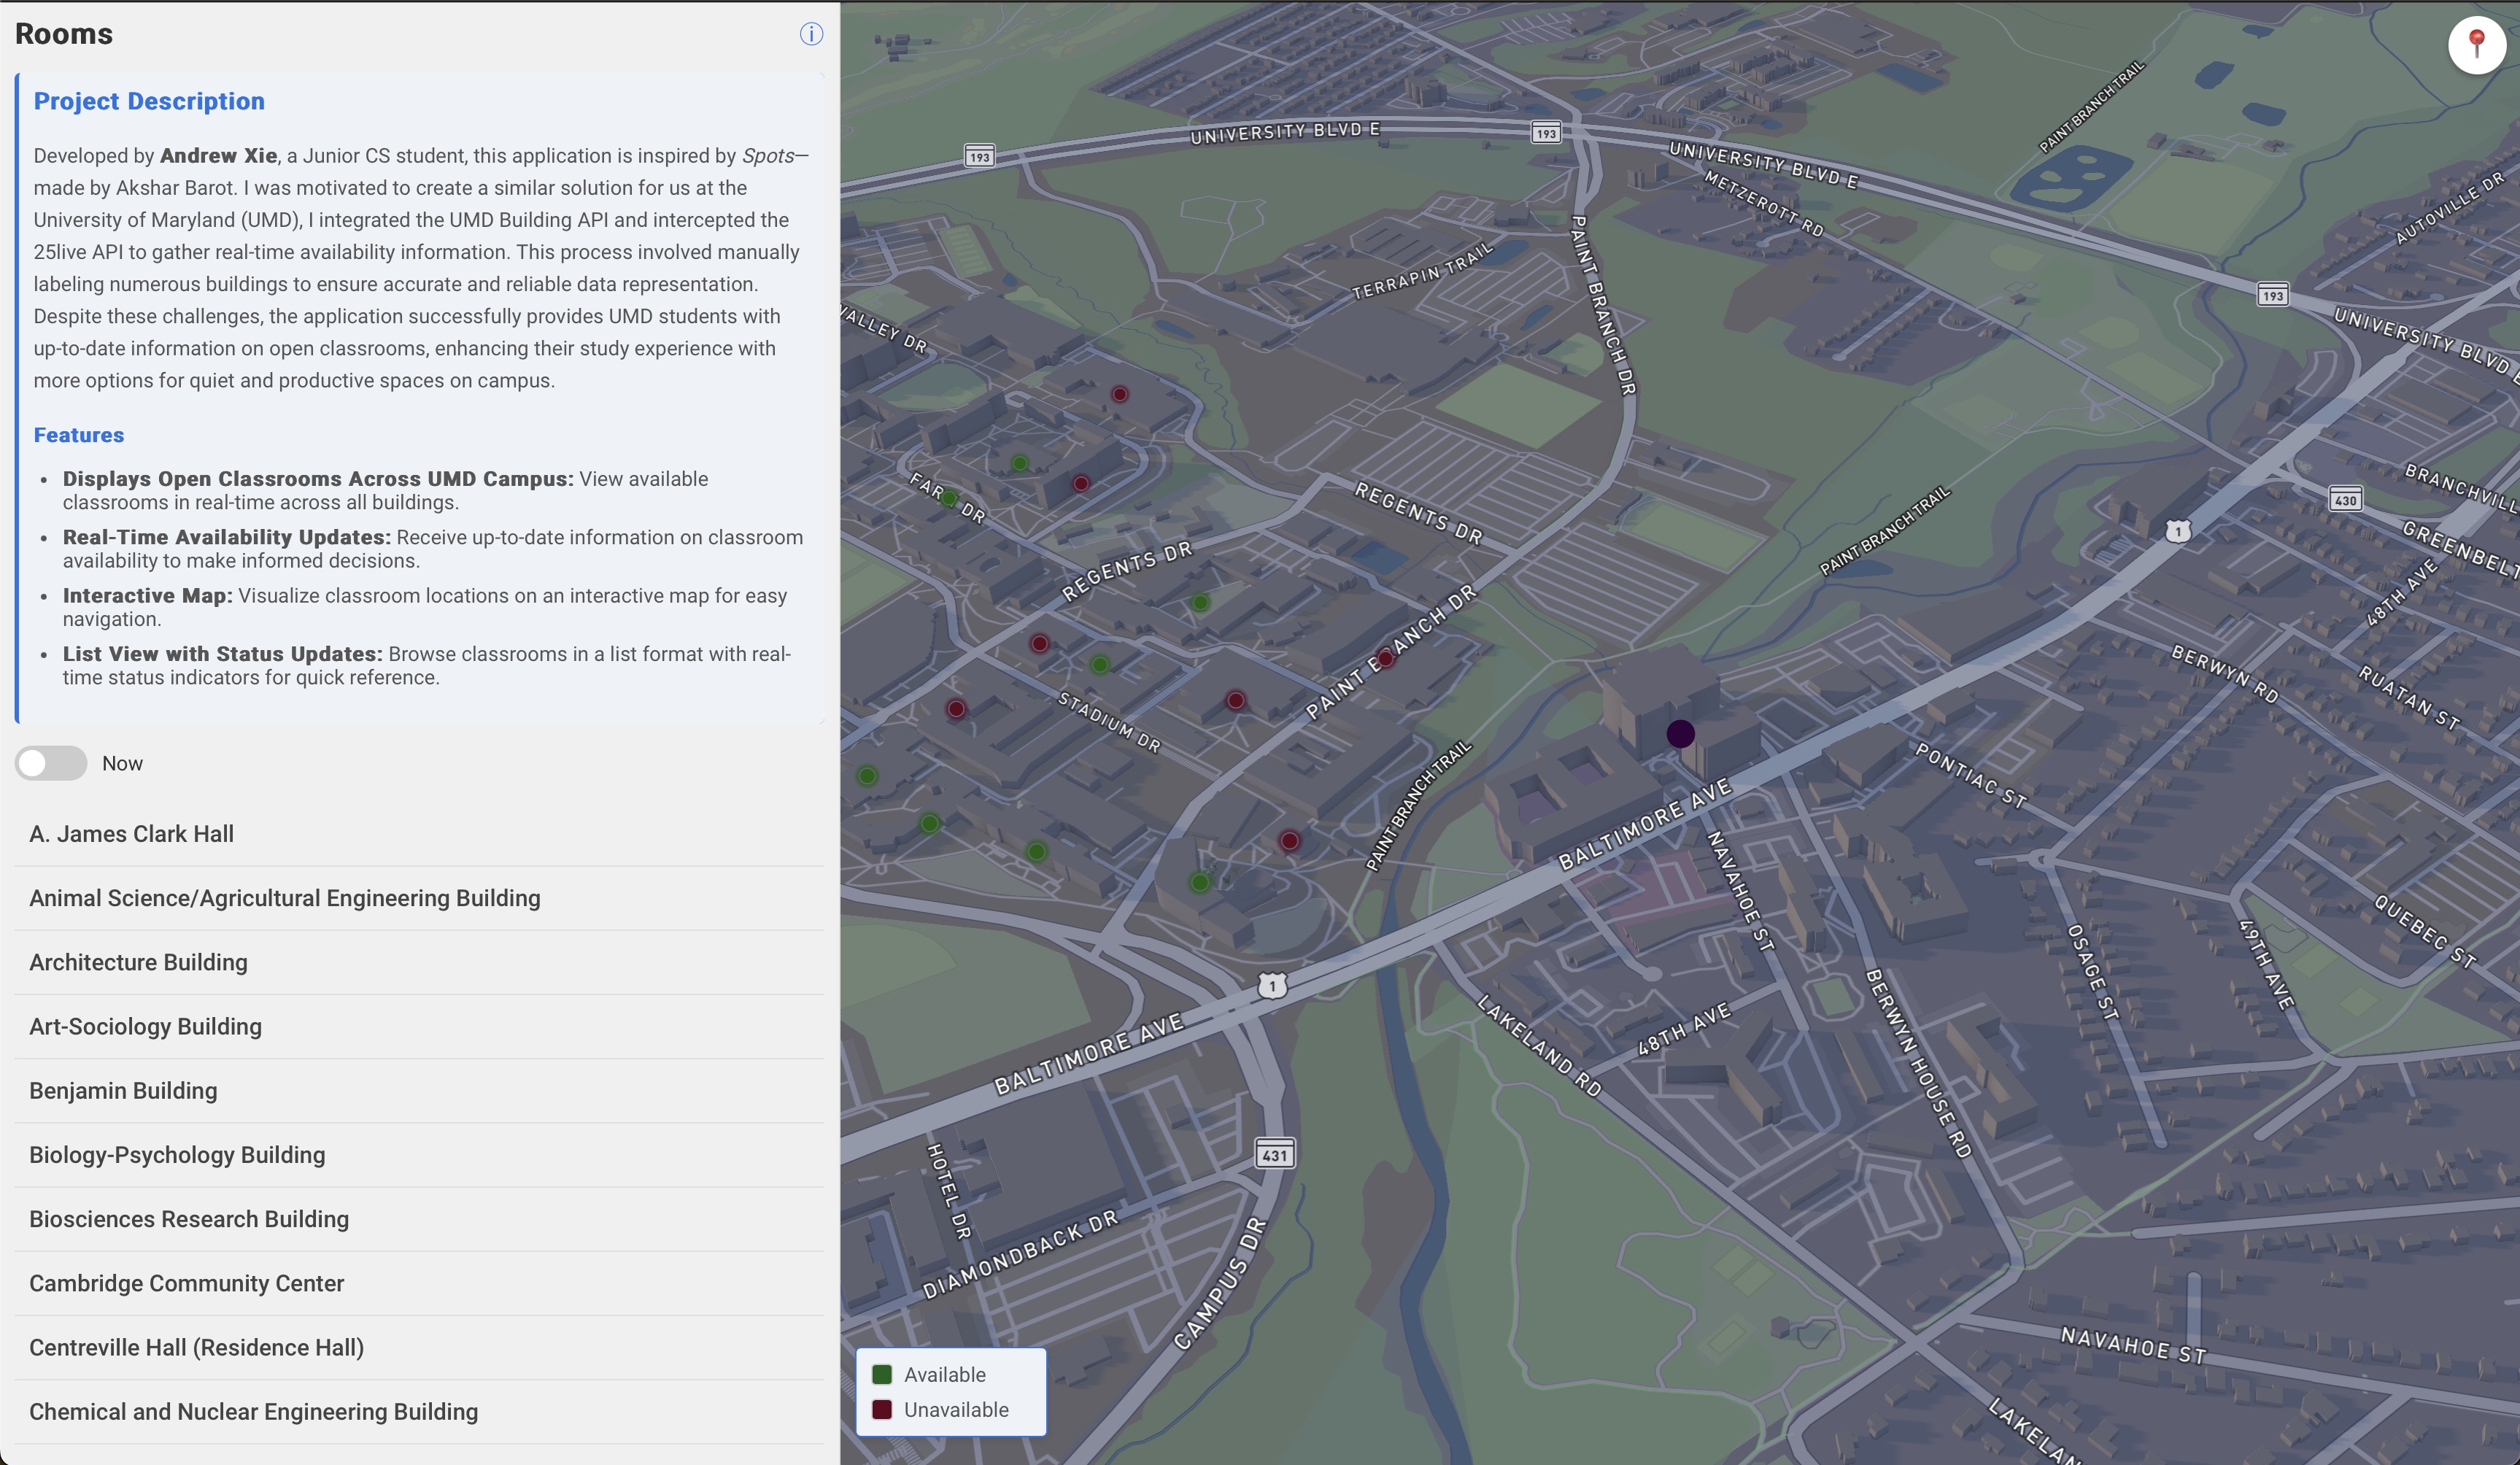 Rooms
Project Description
Developed by Andrew Xie, a Junior CS student, this application is inspired by Spots—
made by Akshar Barot. I was motivated to create a similar solution for us at the
University of Maryland (UMD), I integrated the UMD Building API and intercepted the
25live API to gather real-time availability information. This process involved manually
labeling numerous buildings to ensure accurate and reliable data representation.
Despite these challenges, the application successfully provides UMD students with
up-to-date information on open classrooms, enhancing their study experience with
more options for quiet and productive spaces on campus.
Features
• Displays Open Classrooms Across UMD Campus: View available
classrooms in real-time across all buildings.
• Real-Time Availability Updates: Receive up-to-date information on classroom
availability to make informed decisions.
• Interactive Map: Visualize classroom locations on an interactive map for easy
navigation.
• List View with Status Updates: Browse classrooms in a list format with real-
time status indicators for quick reference.
Now
A. James Clark Hall
Animal Science/Agricultural Engineering Building
Architecture Building
Art-Sociology Building
Benjamin Building
Biology-Psychology Building
Biosciences Research Building
Cambridge Community Center
Centreville Hall (Residence Hall)
Chemical and Nuclear Engineering Building
PAINT BRANCH TRAIL
UNIVERSITY BLVD E
193
193
UNIVERSITY BLVD E
METZEROTT RD
AUTOVILLE DR
TERRAPIN TRAIL
PAINT BRANCH DR
193
UNIVERSITY BLVD E
VALLEY DR
FARM DR
REGENTS DR
REGENTS DR
PAINT BRANCH TRAIL
1
430
BRANCHVILL
GREENBELT
48TH AVE
PAINT BRANCH DR
STADIUM DR
BERWYN RD
RUATAN ST
PONTIAC ST
PAINT BRANCH TRAIL
BALTIMORE AVE
NAVAHOE ST
OSAGE ST
49TH AVE
QUEBEC ST
1
BALTIMORE AVE
LAKELAND RD
48TH AVE
BERWYN HOUSE RD
431
HOTEL DR
DIAMONDBACK DR
CAMPUS DR
NAVAHOE ST
LAKELAN
Available
Unavailable